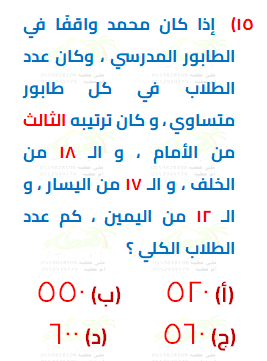 ١٥) إذا كان محمد واقفًا في
الطابور المدرسي ، وكان عدد
الطلاب في كل طابور
متساوي ، و كان ترتيبه الثالث
من الأمام ، و الـ ١٨ من
الخلف ، و الـ ١٧ من اليسار ، و
الـ ١٢ من اليمين ، كم عدد
الطلاب الكلي ؟
(أ) ٥٢٠ (ب) ٥٥٠
(ج) ٥٦٠ (د) ٦٠٠